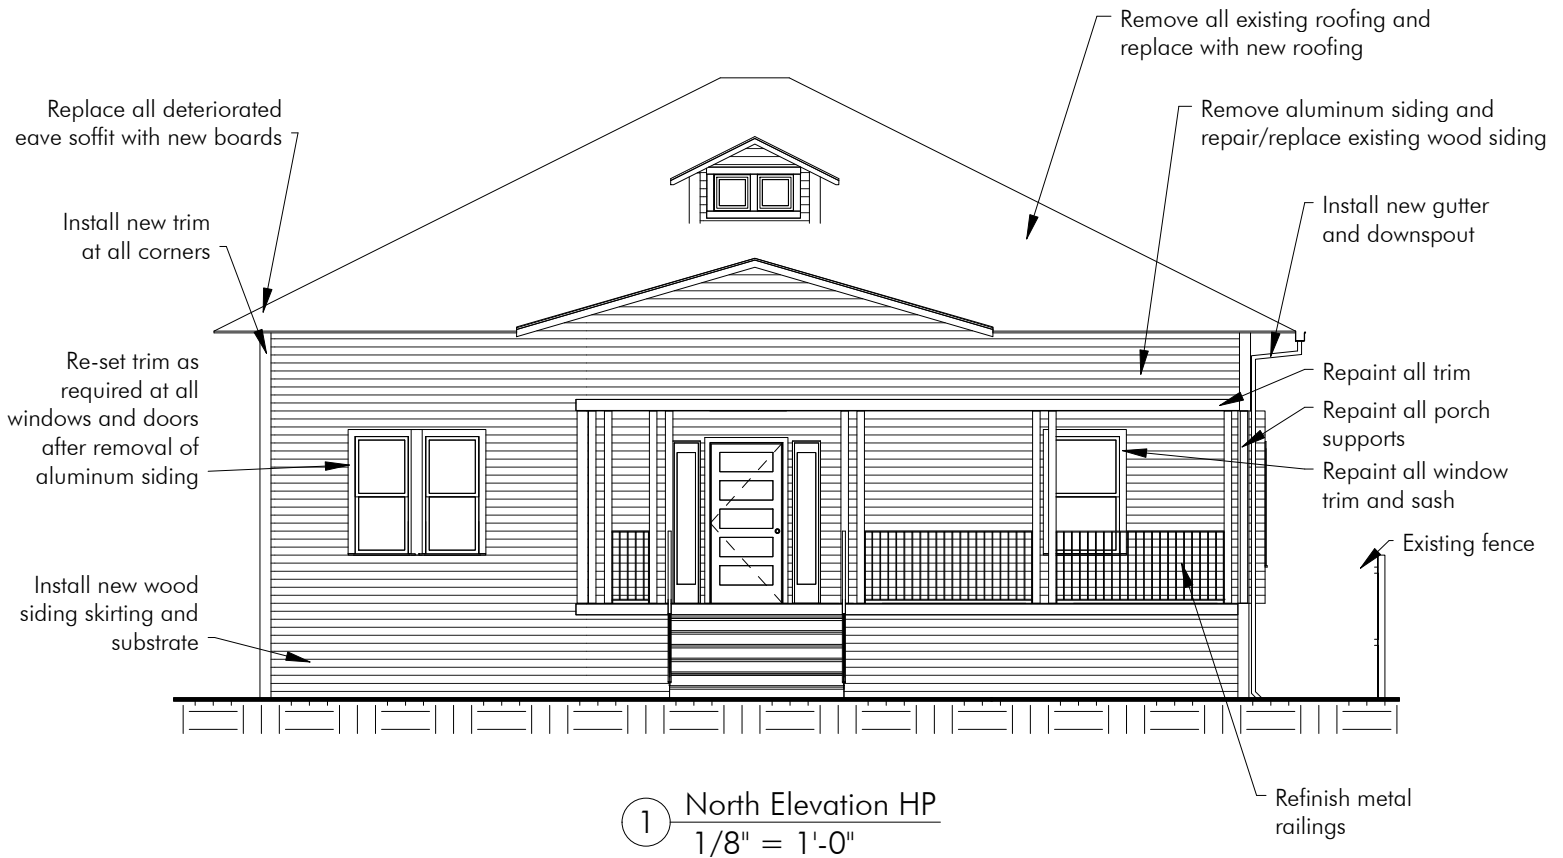 Remove all existing roofing and
replace with new roofing
Replace all deteriorated
eave soffit with new boards
Remove aluminum siding and
repair/replace existing wood siding
Install new trim
at all corners
Install new gutter
and downspout
Re-set trim as
required at all
windows and doors
after removal of
aluminum siding
Repaint all trim
Repaint all porch
supports
Repaint all window
trim and sash
Existing fence
Install new wood
siding skirting and
substrate
Refinish metal
railings
1
North Elevation HP
1/8" = 1'-0"